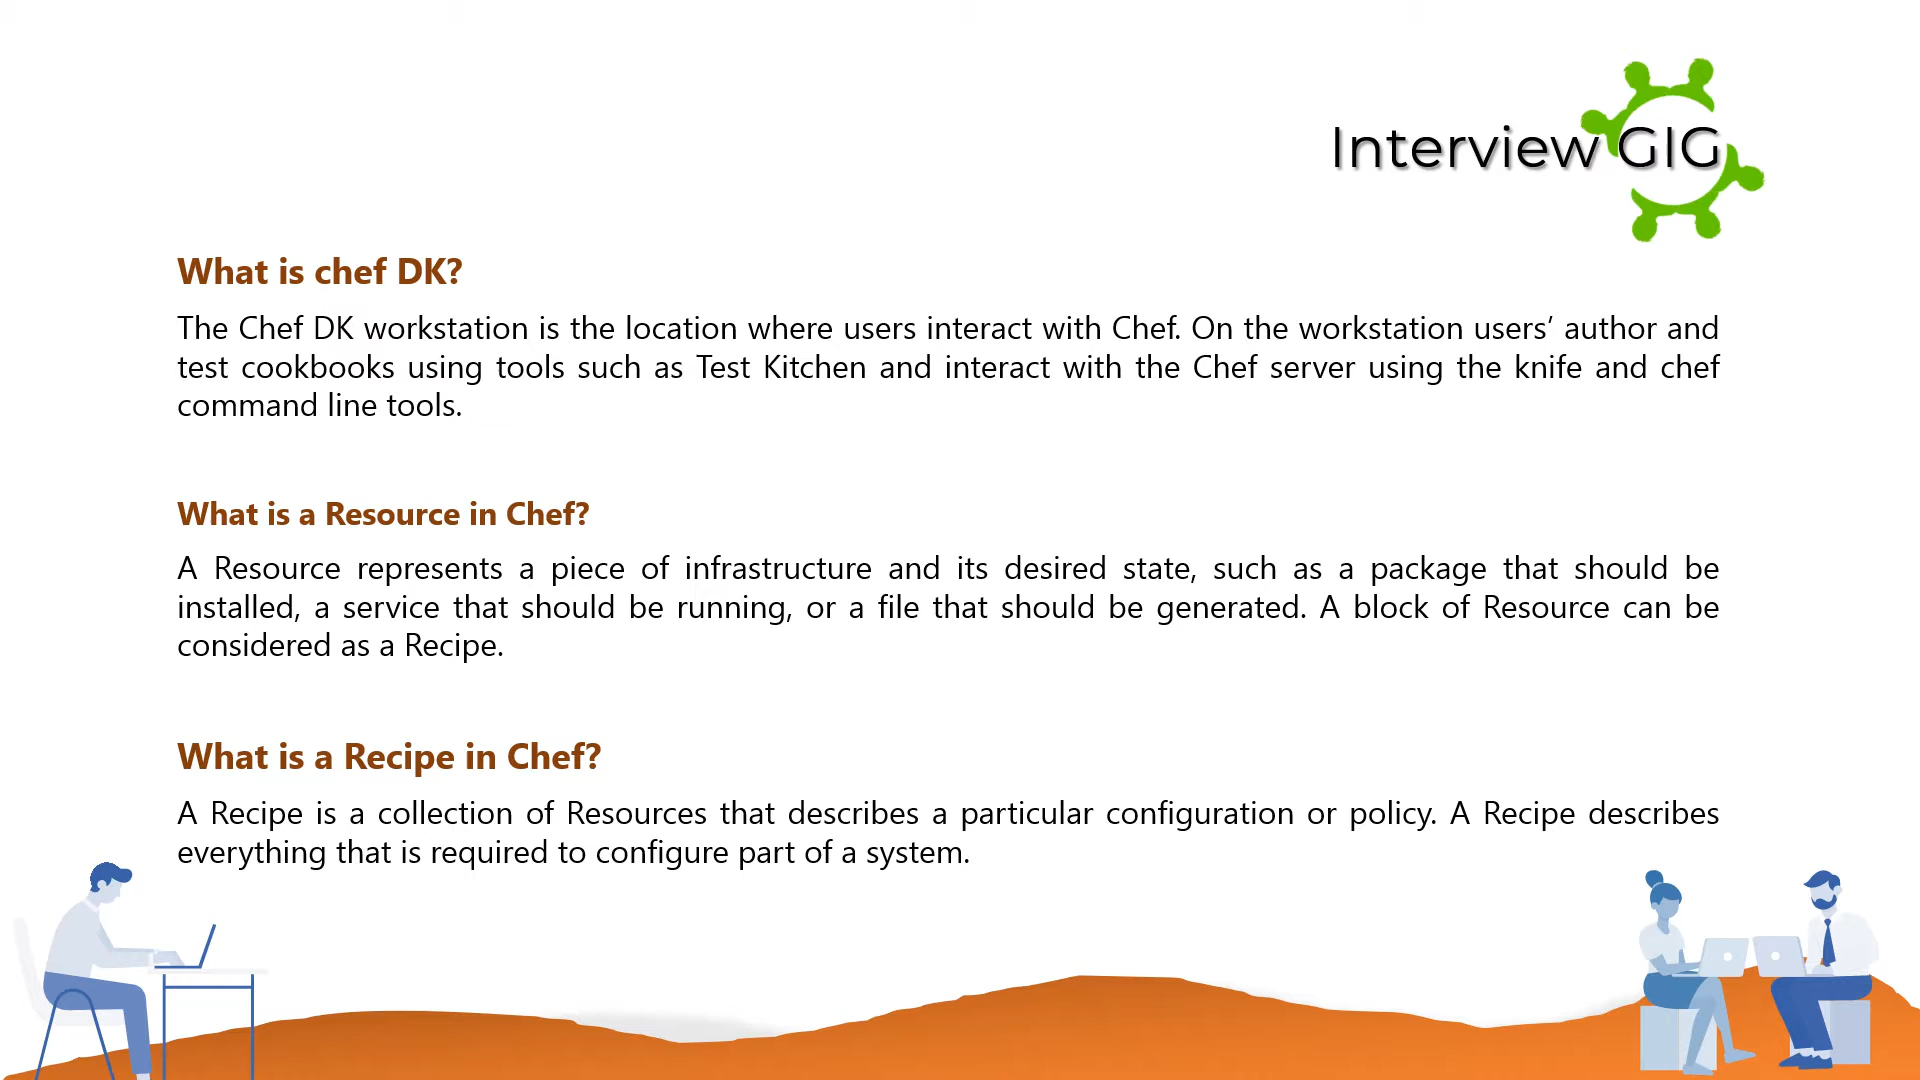 Interview GIG
What is chef DK?
The Chef DK workstation is the location where users interact with Chef. On the workstation users’ author and
test cookbooks using tools such as Test Kitchen and interact with the Chef server using the knife and chef
command line tools.
What is a Resource in Chef?
A Resource represents a piece of infrastructure and its desired state, such as a package that should be
installed, a service that should be running, or a file that should be generated. A block of Resource can be
considered as a Recipe.
What is a Recipe in Chef?
A Recipe is a collection of Resources that describes a particular configuration or policy. A Recipe describes
everything that is required to configure part of a system.